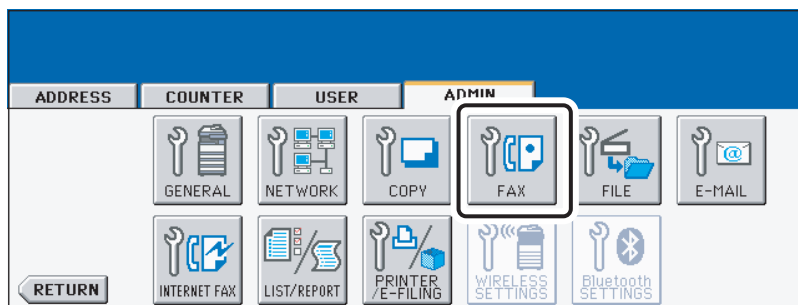 ADDRESS COUNTER USER ADMIN
GENERAL NETWORK COPY FAX FILE E-MAIL
INTERNET FAX LIST/REPORT PRINTER
/E-FILING WIRELESS
SETTINGS Bluetooth
SETTINGS
RETURN